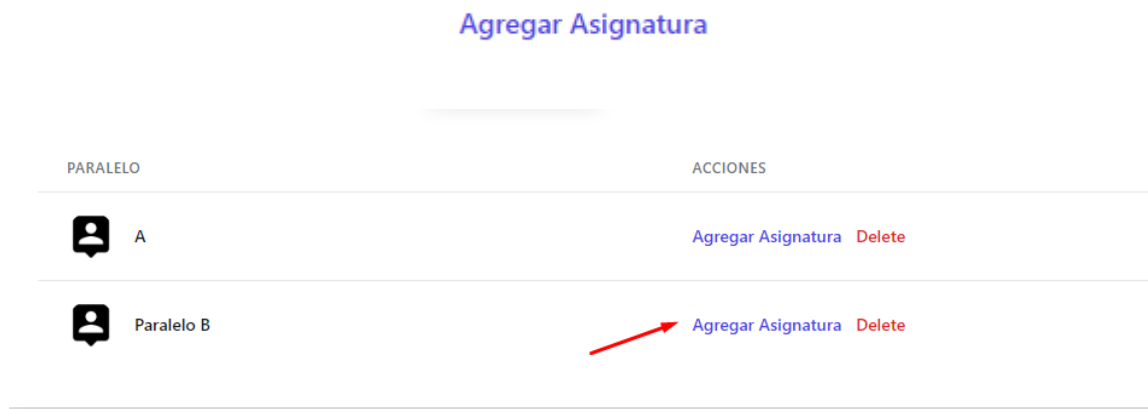 Agregar Asignatura
PARALELO ACCIONES
A Agregar Asignatura Delete
Paralelo B Agregar Asignatura Delete